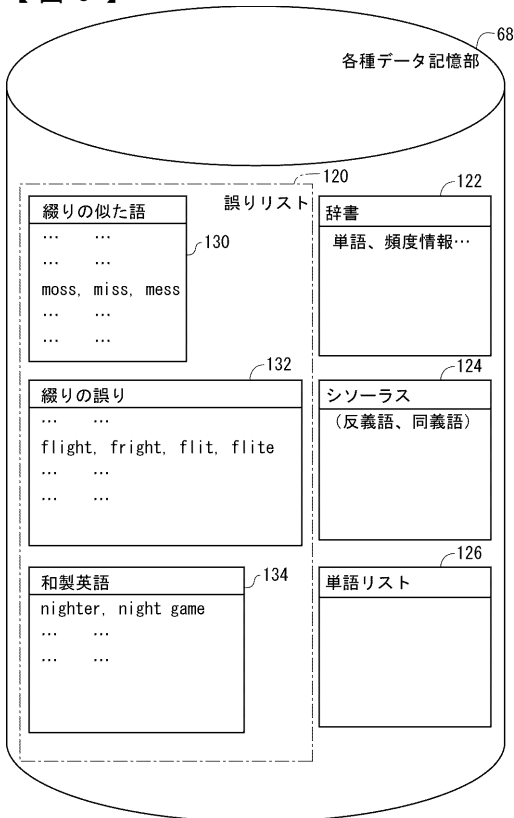 68
各種データ記憶部
120
誤りリスト
綴りの似た語
… …
… …
moss, miss, mess
… …
… …
130
122
辞書
単語、頻度情報…
132
綴りの誤り
… …
flight, fright, flit, flite
… …
… …
124
シソーラス
(反義語、同義語)
134
和製英語
nighter, night game
… …
… …
126
単語リスト